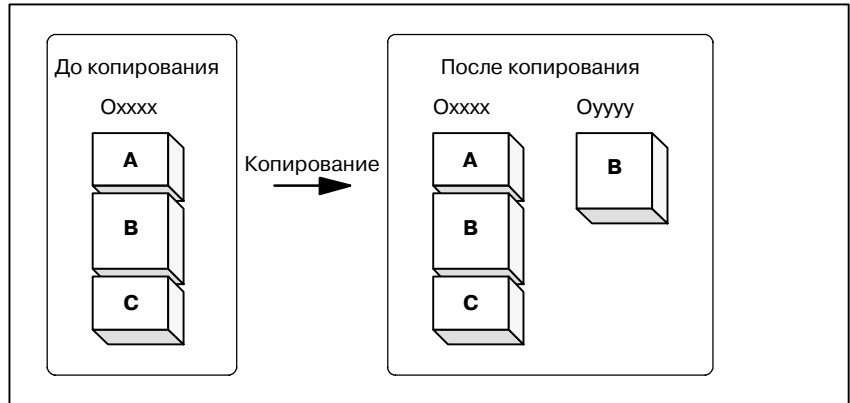 До копирования
Oxxxx
A
B
C
Копирование
После копирования
Oxxxx
Oyyyy
A
B
B
C